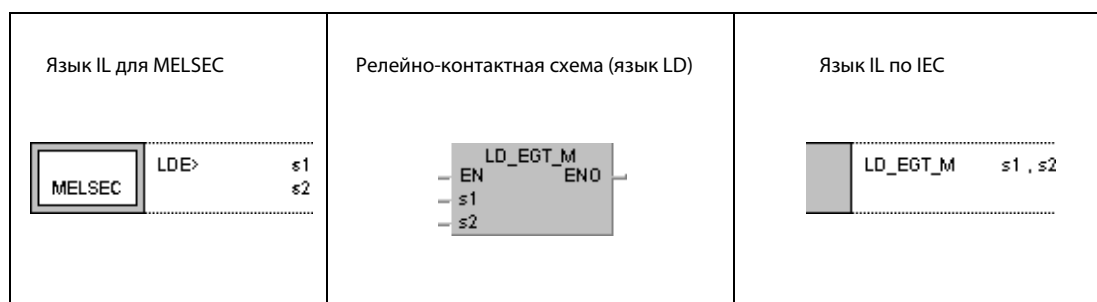 Язык IL для MELSEC
MELSEC
LDE> s1
s2
Релейно-контактная схема (язык LD)
LD_EGT_M
EN ENO
s1
s2
Язык IL по IEC
LD_EGT_M s1 , s2